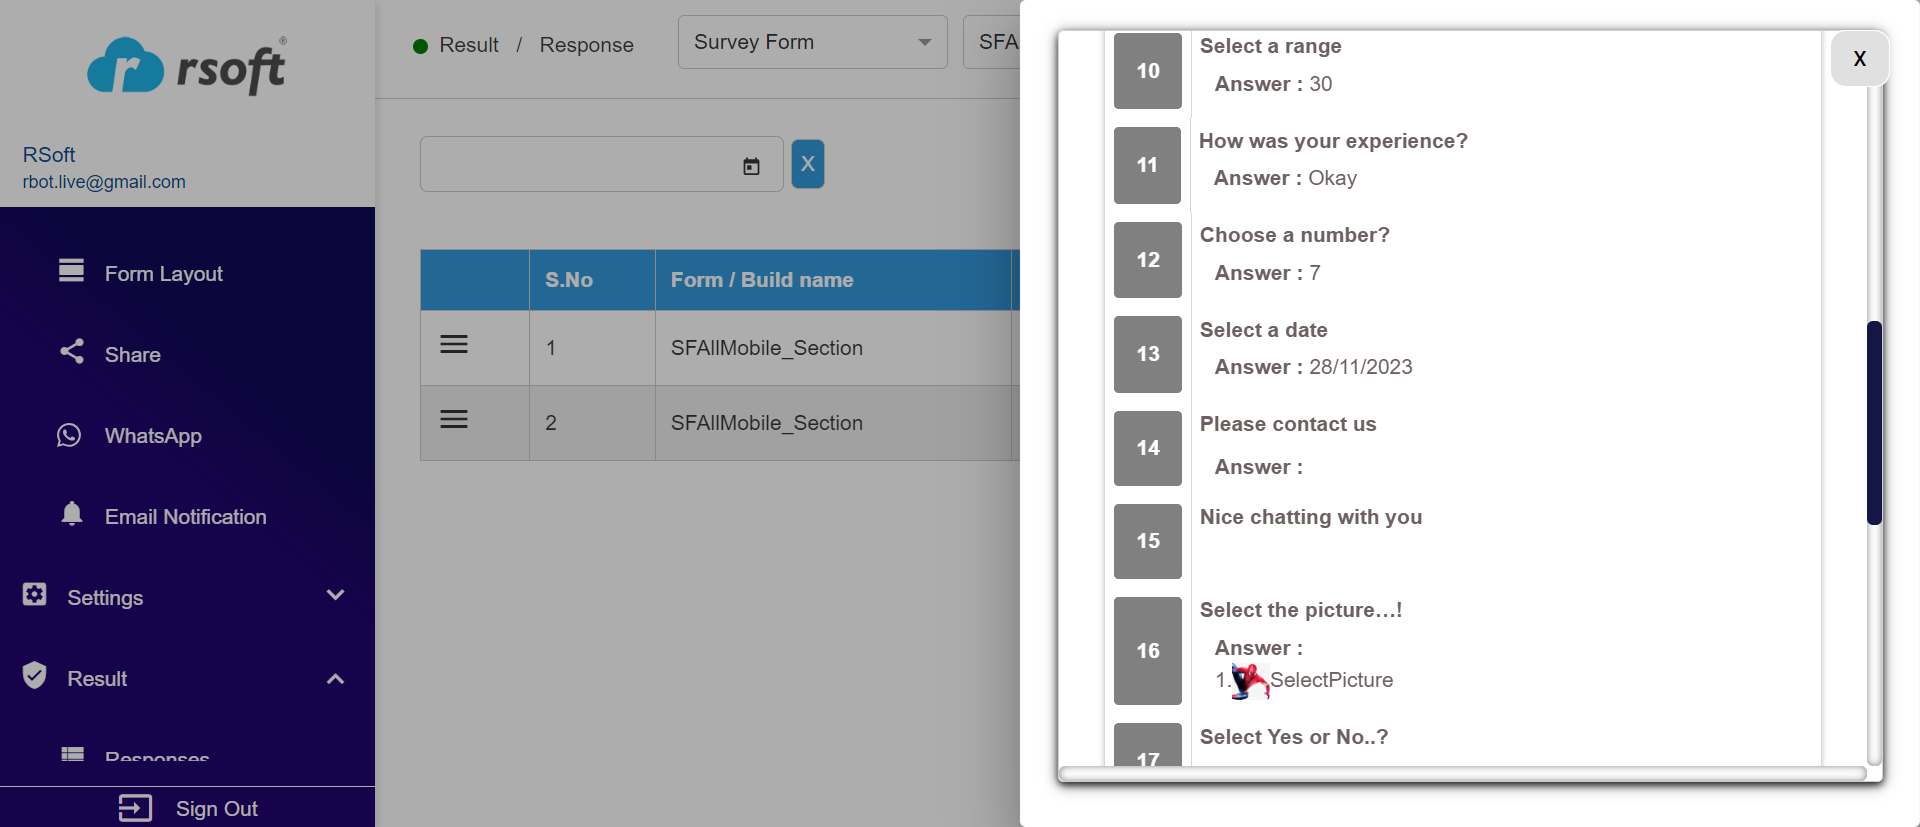 rsoft®
RSoft
rbot.live@gmail.com
Form Layout
Share
WhatsApp
Email Notification
Settings
Result
Responses
Sign Out
Result / Response
Survey Form
SFA
X
S.No
Form / Build name
1
SFAllMobile_Section
2
SFAllMobile_Section
X
10
Select a range
Answer : 30
11
How was your experience?
Answer : Okay
12
Choose a number?
Answer : 7
13
Select a date
Answer : 28/11/2023
14
Please contact us
Answer :
15
Nice chatting with you
16
Select the picture...!
Answer :
1. SelectPicture
17
Select Yes or No..?